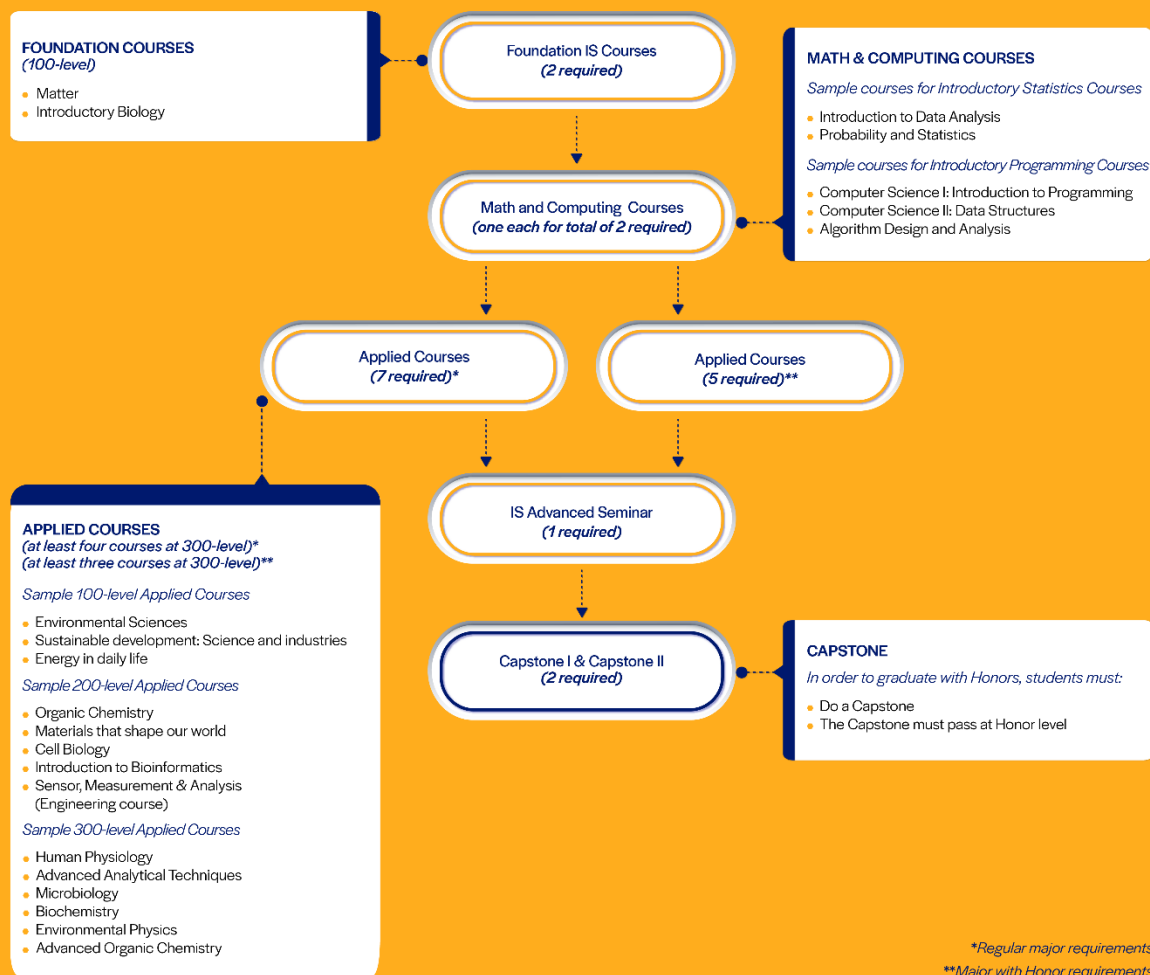 FOUNDATION COURSES
(100-level)
Matter
Introductory Biology
Foundation IS Courses
(2 required)
MATH & COMPUTING COURSES
Sample courses for Introductory Statistics Courses
Introduction to Data Analysis
Probability and Statistics
Sample courses for Introductory Programming Courses
Computer Science I: Introduction to Programming
Computer Science II: Data Structures
Algorithm Design and Analysis
Math and Computing Courses
(one each for total of 2 required)
Applied Courses
(7 required)*
Applied Courses
(5 required)**
APPLIED COURSES
(at least four courses at 300-level)*
(at least three courses at 300-level)**
Sample 100-level Applied Courses
Environmental Sciences
Sustainable development: Science and industries
Energy in daily life
Sample 200-level Applied Courses
Organic Chemistry
Materials that shape our world
Cell Biology
Introduction to Bioinformatics
Sensor, Measurement & Analysis
(Engineering course)
Sample 300-level Applied Courses
Human Physiology
Advanced Analytical Techniques
Microbiology
Biochemistry
Environmental Physics
Advanced Organic Chemistry
IS Advanced Seminar
(1 required)
Capstone I & Capstone II
(2 required)
CAPSTONE
In order to graduate with Honors, students must:
Do a Capstone
The Capstone must pass at Honor level
*Regular major requirements
**Major with Honor requirements